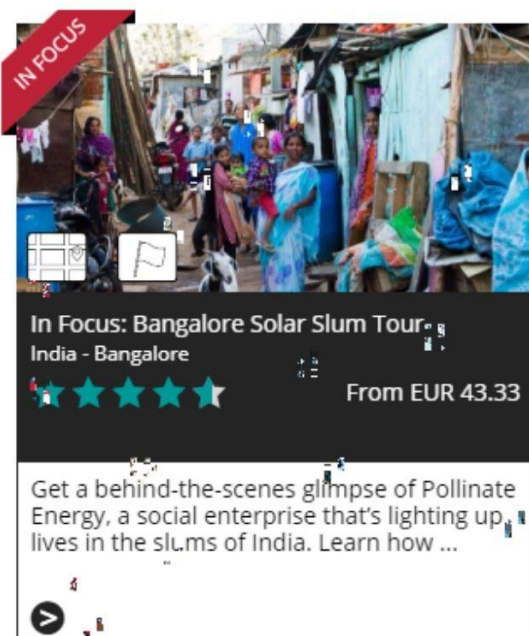 IN FOCUS
In Focus: Bangalore Solar Slum Tour
India - Bangalore
From EUR 43.33
Get a behind-the-scenes glimpse of Pollinate
Energy, a social enterprise that's lighting up
lives in the slums of India. Learn how ...